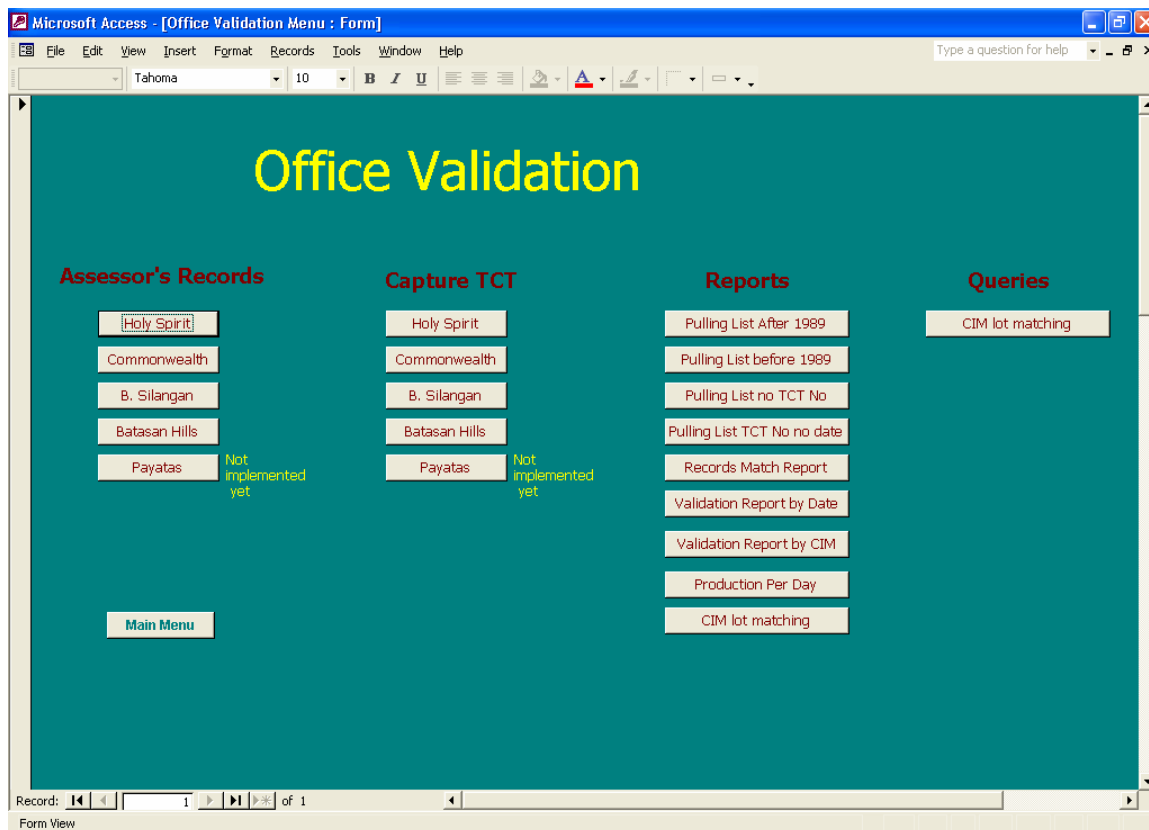 Microsoft Access - [Office Validation Menu : Form]
File Edit View Insert Format Records Tools Window Help
Type a question for help
Tahoma 10 B I U A
Office Validation
Assessor's Records
Holy Spirit
Commonwealth
B. Silangan
Batasan Hills
Payatas
Not
implemented
yet
Main Menu
Capture TCT
Holy Spirit
Commonwealth
B. Silangan
Batasan Hills
Payatas
Not
implemented
yet
Reports
Pulling List After 1989
Pulling List before 1989
Pulling List no TCT No
Pulling List TCT No no date
Records Match Report
Validation Report by Date
Validation Report by CIM
Production Per Day
CIM lot matching
Queries
CIM lot matching
Record: 1 of 1
Form View